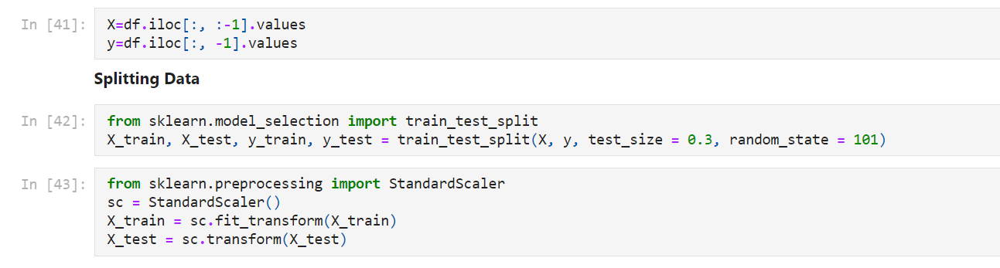 In [41]: X=df.iloc[:, :-1].values
y=df.iloc[:, -1].values
Splitting Data
In [42]: from sklearn.model_selection import train_test_split
X_train, X_test, y_train, y_test = train_test_split(X, y, test_size = 0.3, random_state = 101)
In [43]: from sklearn.preprocessing import StandardScaler
sc = StandardScaler()
X_train = sc.fit_transform(X_train)
X_test = sc.transform(X_test)